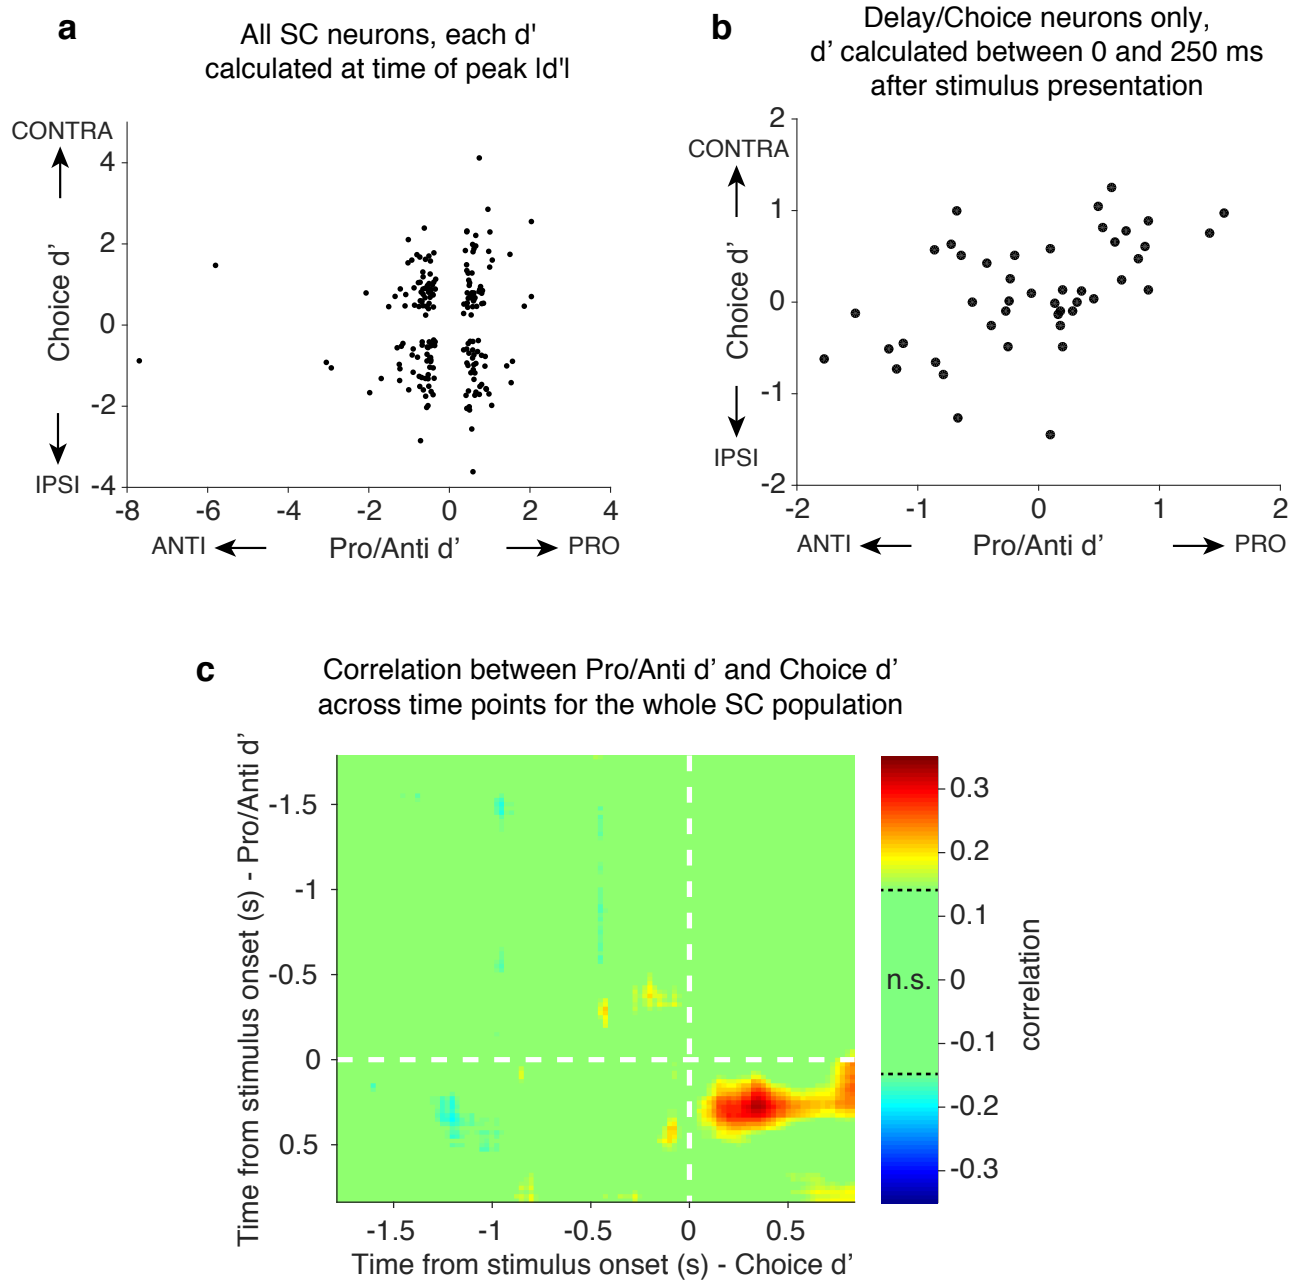 a
All SC neurons, each d'
calculated at time of peak Id'I
CONTRA
4
2
0
-2
-4
Choice d’
IPSI
-8
-6
-4
-2
0
2
4
ANTI
Pro/Anti d’
PRO
b
Delay/Choice neurons only,
d’ calculated between 0 and 250 ms
after stimulus presentation
2
CONTRA
1
0
-1
-2
Choice d’
IPSI
-2
-1
0
1
2
ANTI
Pro/Anti d’
PRO
c
Correlation between Pro/Anti d’ and Choice d’
across time points for the whole SC population
Time from stimulus onset (s) - Pro/Anti d’
-1.5
-1
-0.5
0
0.5
-1.5
-1
-0.5
0
0.5
Time from stimulus onset (s) - Choice d’
0.3
0.2
0.1
0
-0.1
-0.2
-0.3
n.s.
correlation